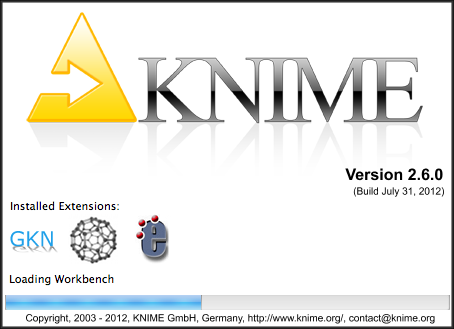 KNIME
Version 2.6.0
(Build July 31, 2012)
Installed Extensions:
GKN
e
Loading Workbench
Copyright, 2003 - 2012, KNIME GmbH, Germany, http://www.knime.org/, contact@knime.org